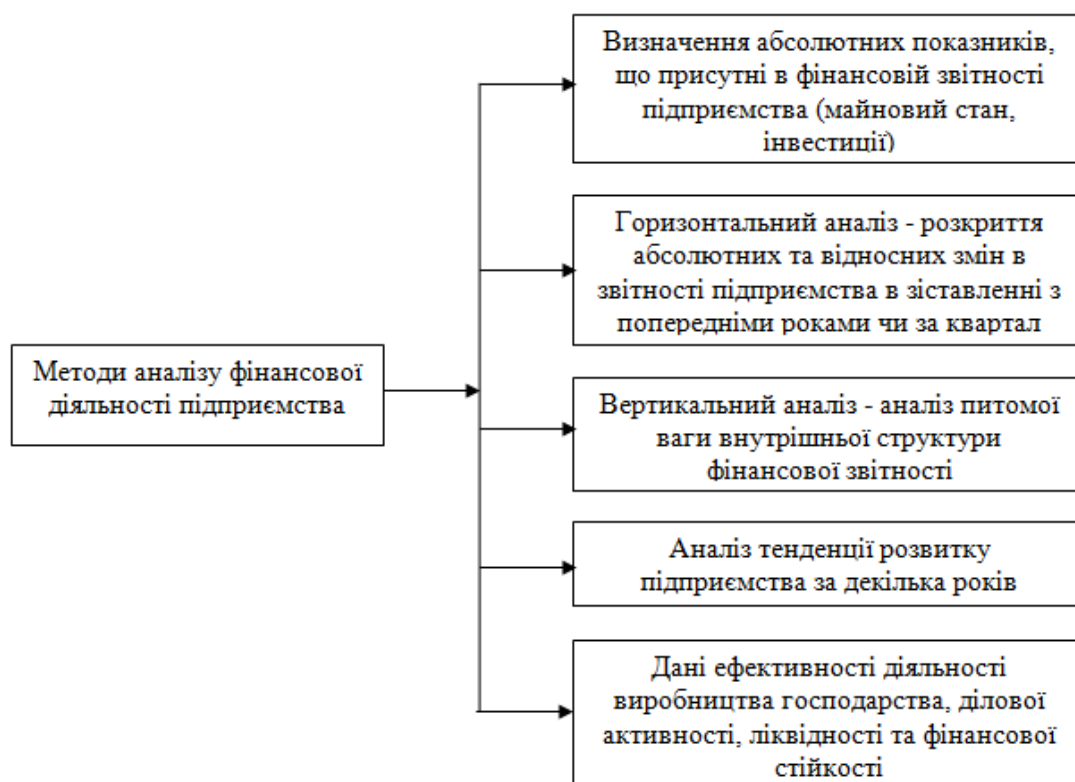 Визначення абсолютних показників,
що присутні в фінансовій звітності
підприємства (майновий стан,
інвестиції)
Горизонтальний аналіз - розкриття
абсолютних та відносних змін в
звітності підприємства в зіставленні з
попередніми роками чи за квартал
Методи аналізу фінансової
діяльності підприємства
Вертикальний аналіз - аналіз питомої
ваги внутрішньої структури
фінансової звітності
Аналіз тенденції розвитку
підприємства за декілька років
Дані ефективності діяльності
виробництва господарства, ділової
активності, ліквідності та фінансової
стійкості